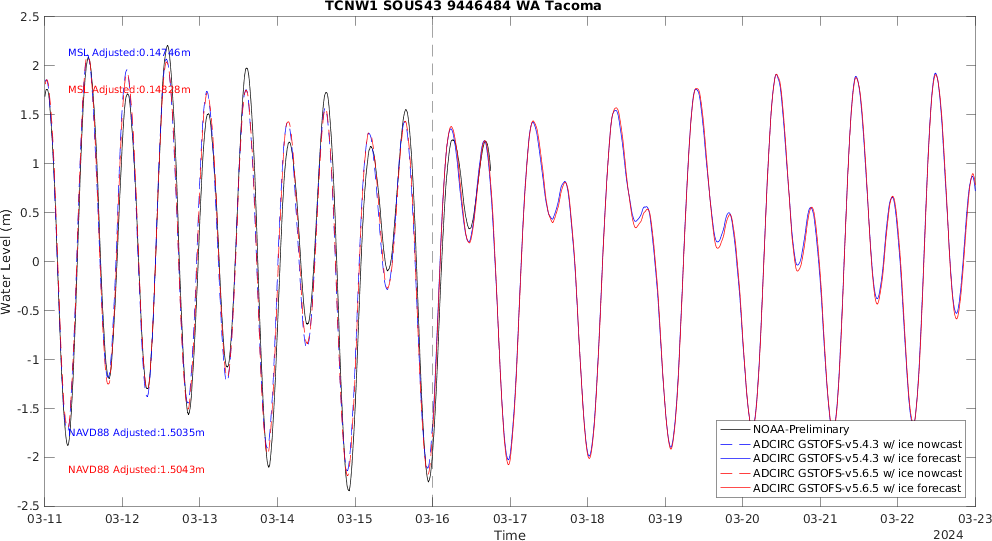 TCNW1 SOUS43 9446484 WA Tacoma
2.5
2
1.5
1
0.5
0
-0.5
-1
-1.5
-2
-2.5
Water Level (m)
MSL Adjusted:0.14746m
MSL Adjusted:0.14328m
NAVD88 Adjusted:1.5035m
NAVD88 Adjusted:1.5043m
NOAA-Preliminary
ADCIRC GSTOFS-v5.4.3 w/ ice nowcast
ADCIRC GSTOFS-v5.4.3 w/ ice forecast
ADCIRC GSTOFS-v5.6.5 w/ ice nowcast
ADCIRC GSTOFS-v5.6.5 w/ ice forecast
03-11 03-12 03-13 03-14 03-15 03-16 03-17 03-18 03-19 03-20 03-21 03-22 03-23
Time
2024